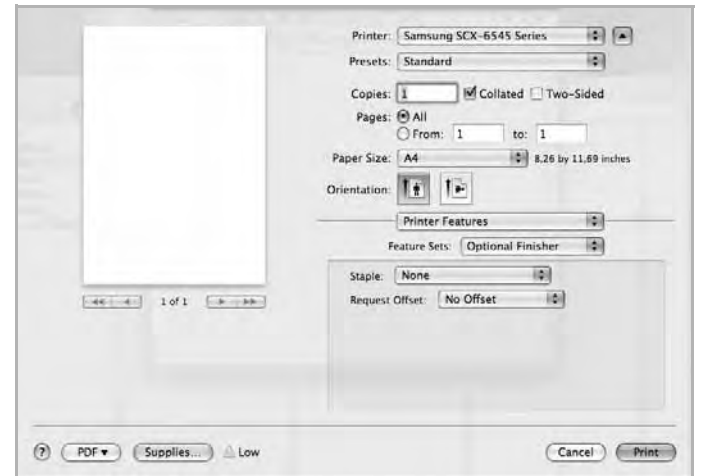 Printer: Samsung SCX-6545 Series
Presets: Standard
Copies: 1 Collated Two-Sided
Pages: All
From: 1 to: 1
Paper Size: A4 8,26 by 11,69 inches
Orientation:
Printer Features
Feature Sets: Optional Finisher
Staple: None
Request Offset: No Offset
1 of 1
? PDF Supplies... Low Cancel Print